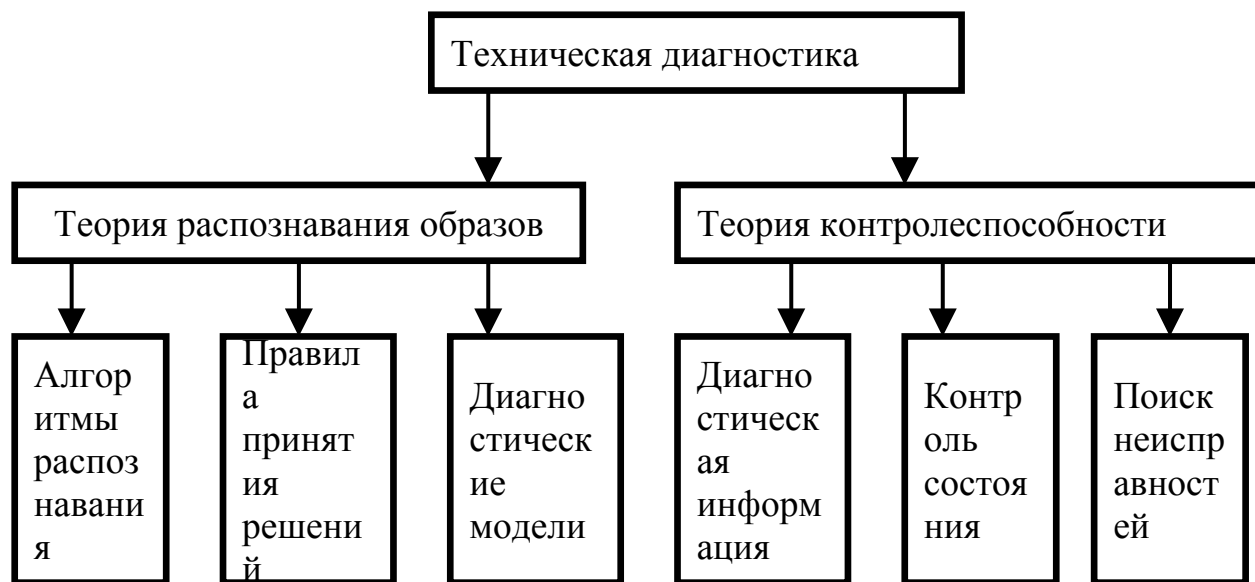 Техническая диагностика
Теория распознавания образов
Теория контролеспособности
Алгор
итмы
распоз
навани
я
Правил
а
принят
ия
решени
й
Диагно
стическ
ие
модели
Диагно
стическ
ая
информ
ация
Контр
оль
состоя
ния
Поиск
неиспр
авност
ей